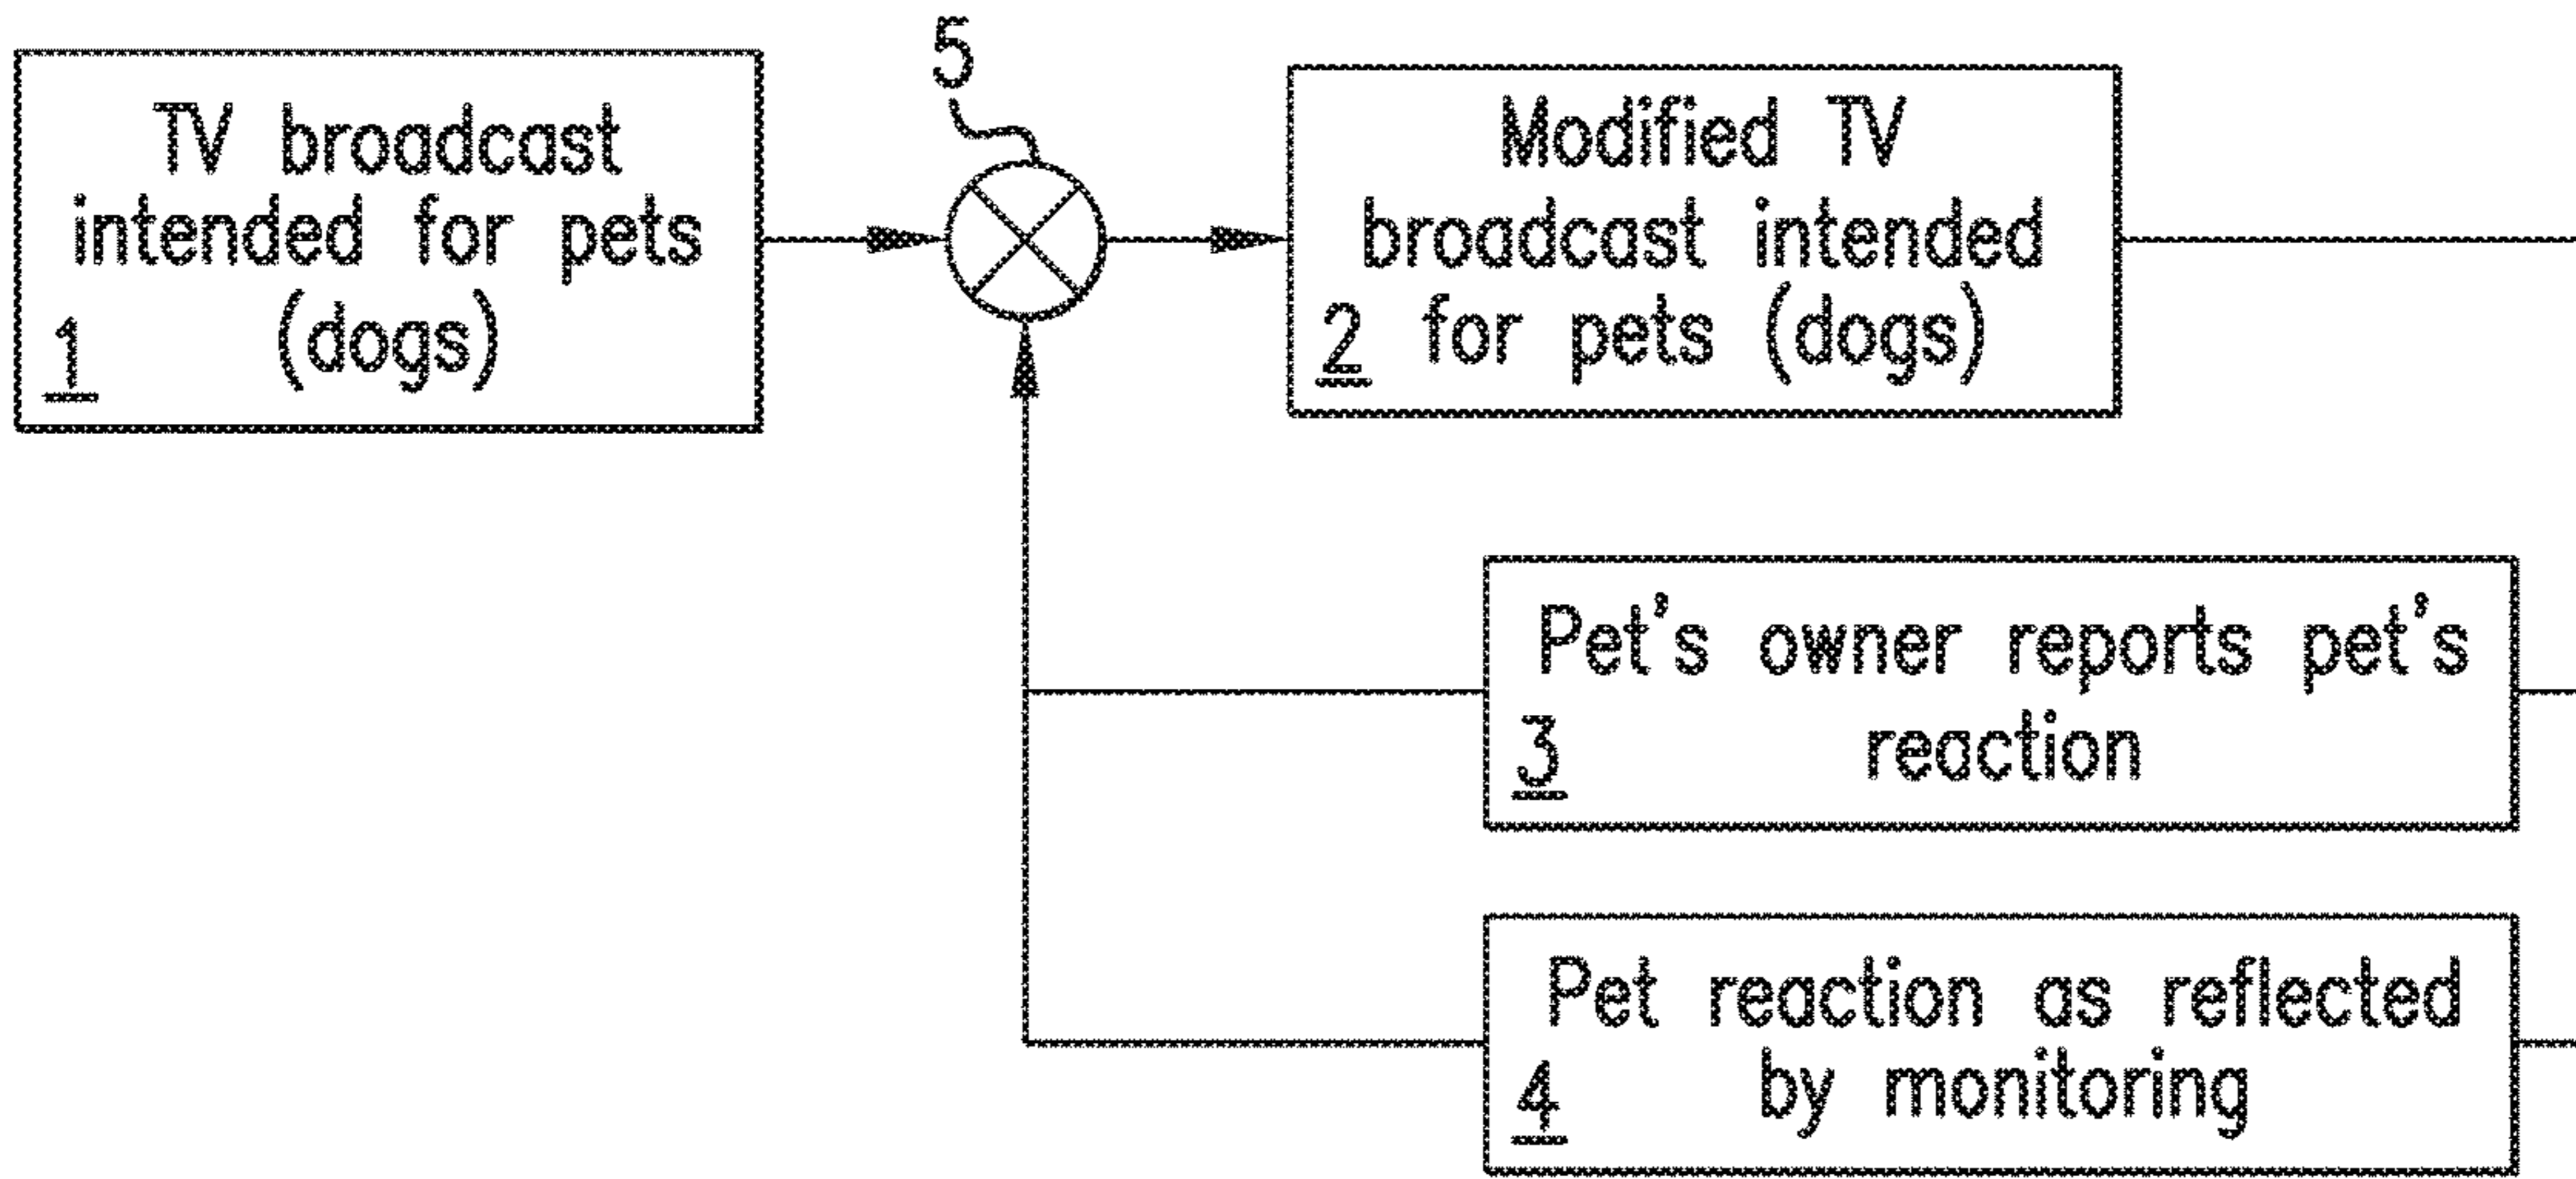 5
TV broadcast
intended for pets
(dogs)
1
Modified TV
broadcast intended
2 for pets (dogs)
Pet's owner reports pet's
reaction
3
Pet reaction as reflected
by monitoring
4